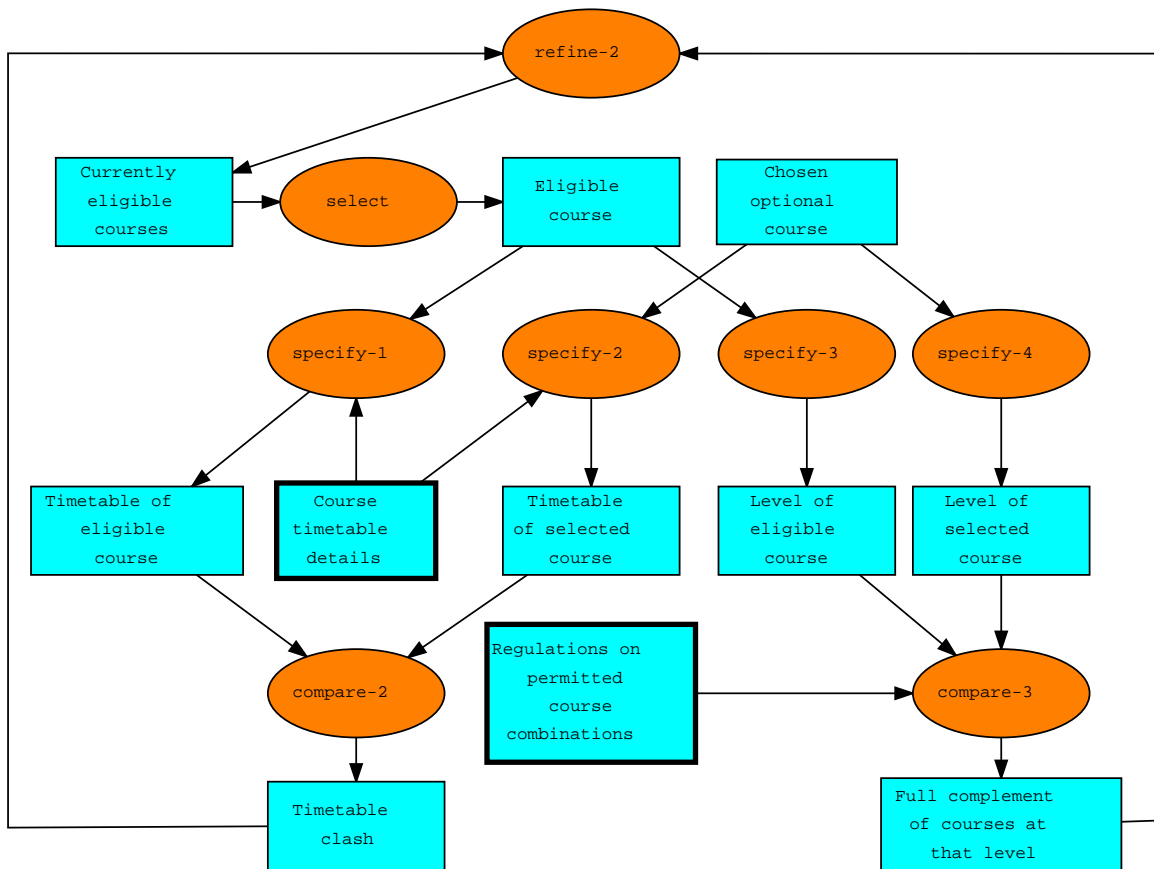 refine-2
Currently
eligible
courses
select
Eligible
course
Chosen
optional
course
specify-1
specify-2
specify-3
specify-4
Timetable of
eligible
course
Course
timetable
details
Timetable
of selected
course
Level of
eligible
course
Level of
selected
course
compare-2
Regulations on
permitted
course
combinations
compare-3
Timetable
clash
Full complement
of courses at
that level